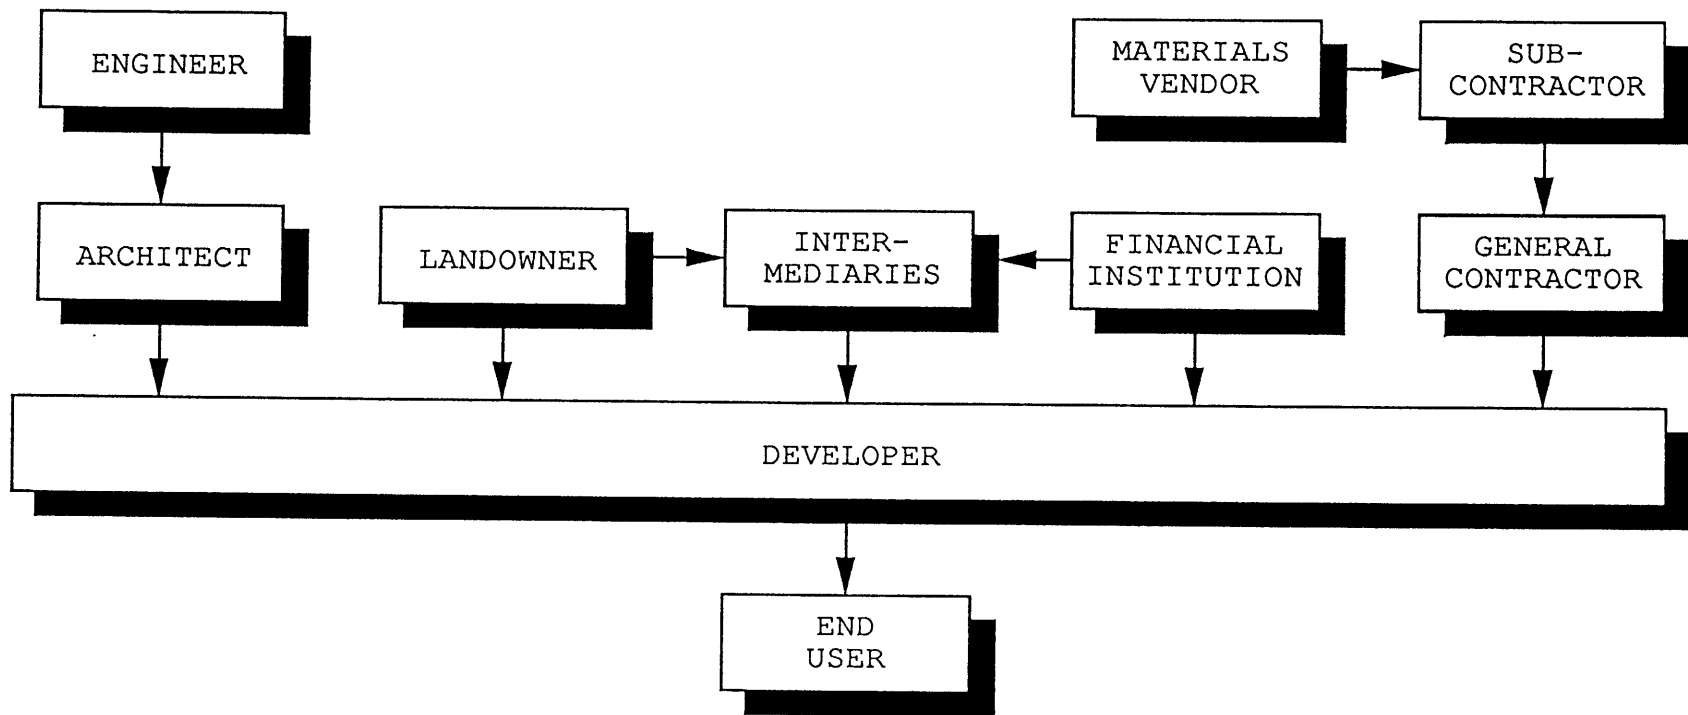 ENGINEER
MATERIALS
VENDOR
SUB-
CONTRACTOR
ARCHITECT
LANDOWNER
INTER-
MEDIARIES
FINANCIAL
INSTITUTION
GENERAL
CONTRACTOR
DEVELOPER
END
USER